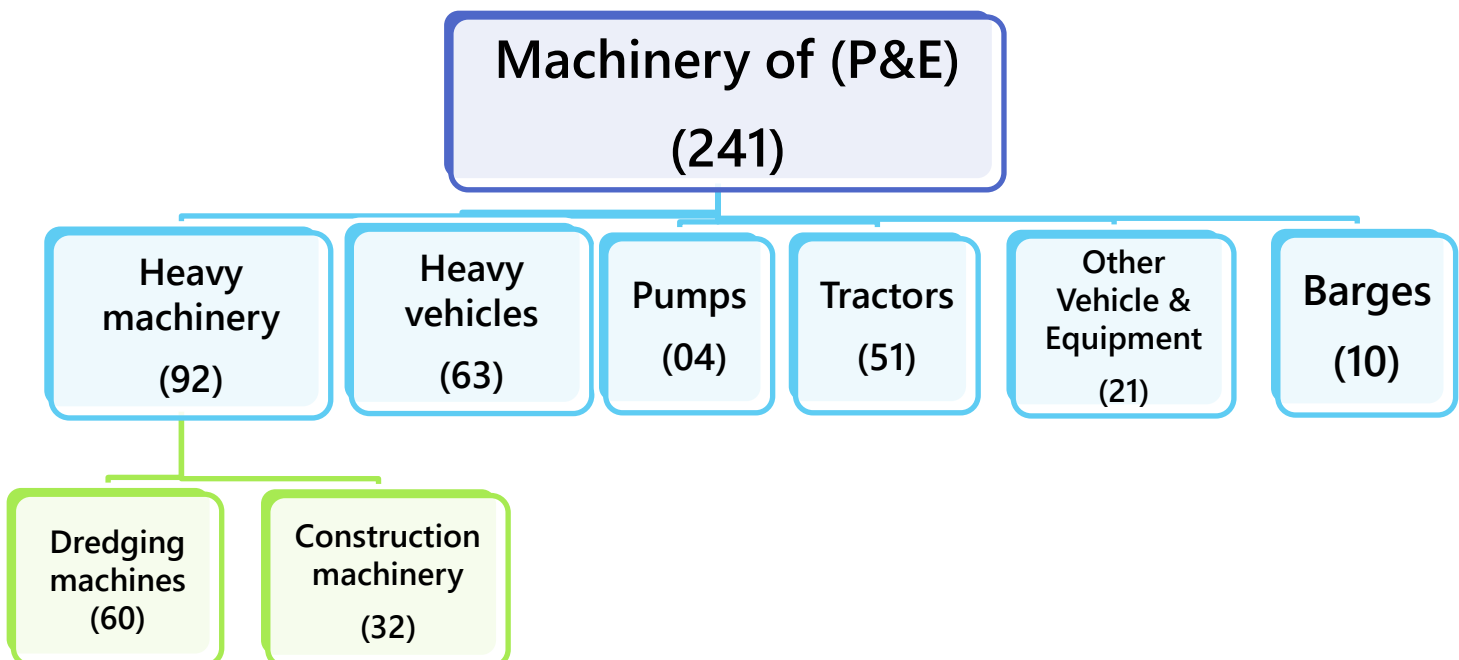 Machinery of (P&E)
(241)
Heavy
machinery
(92)
Heavy
vehicles
(63)
Pumps
(04)
Tractors
(51)
Other
Vehicle &
Equipment
(21)
Barges
(10)
Dredging
machines
(60)
Construction
machinery
(32)